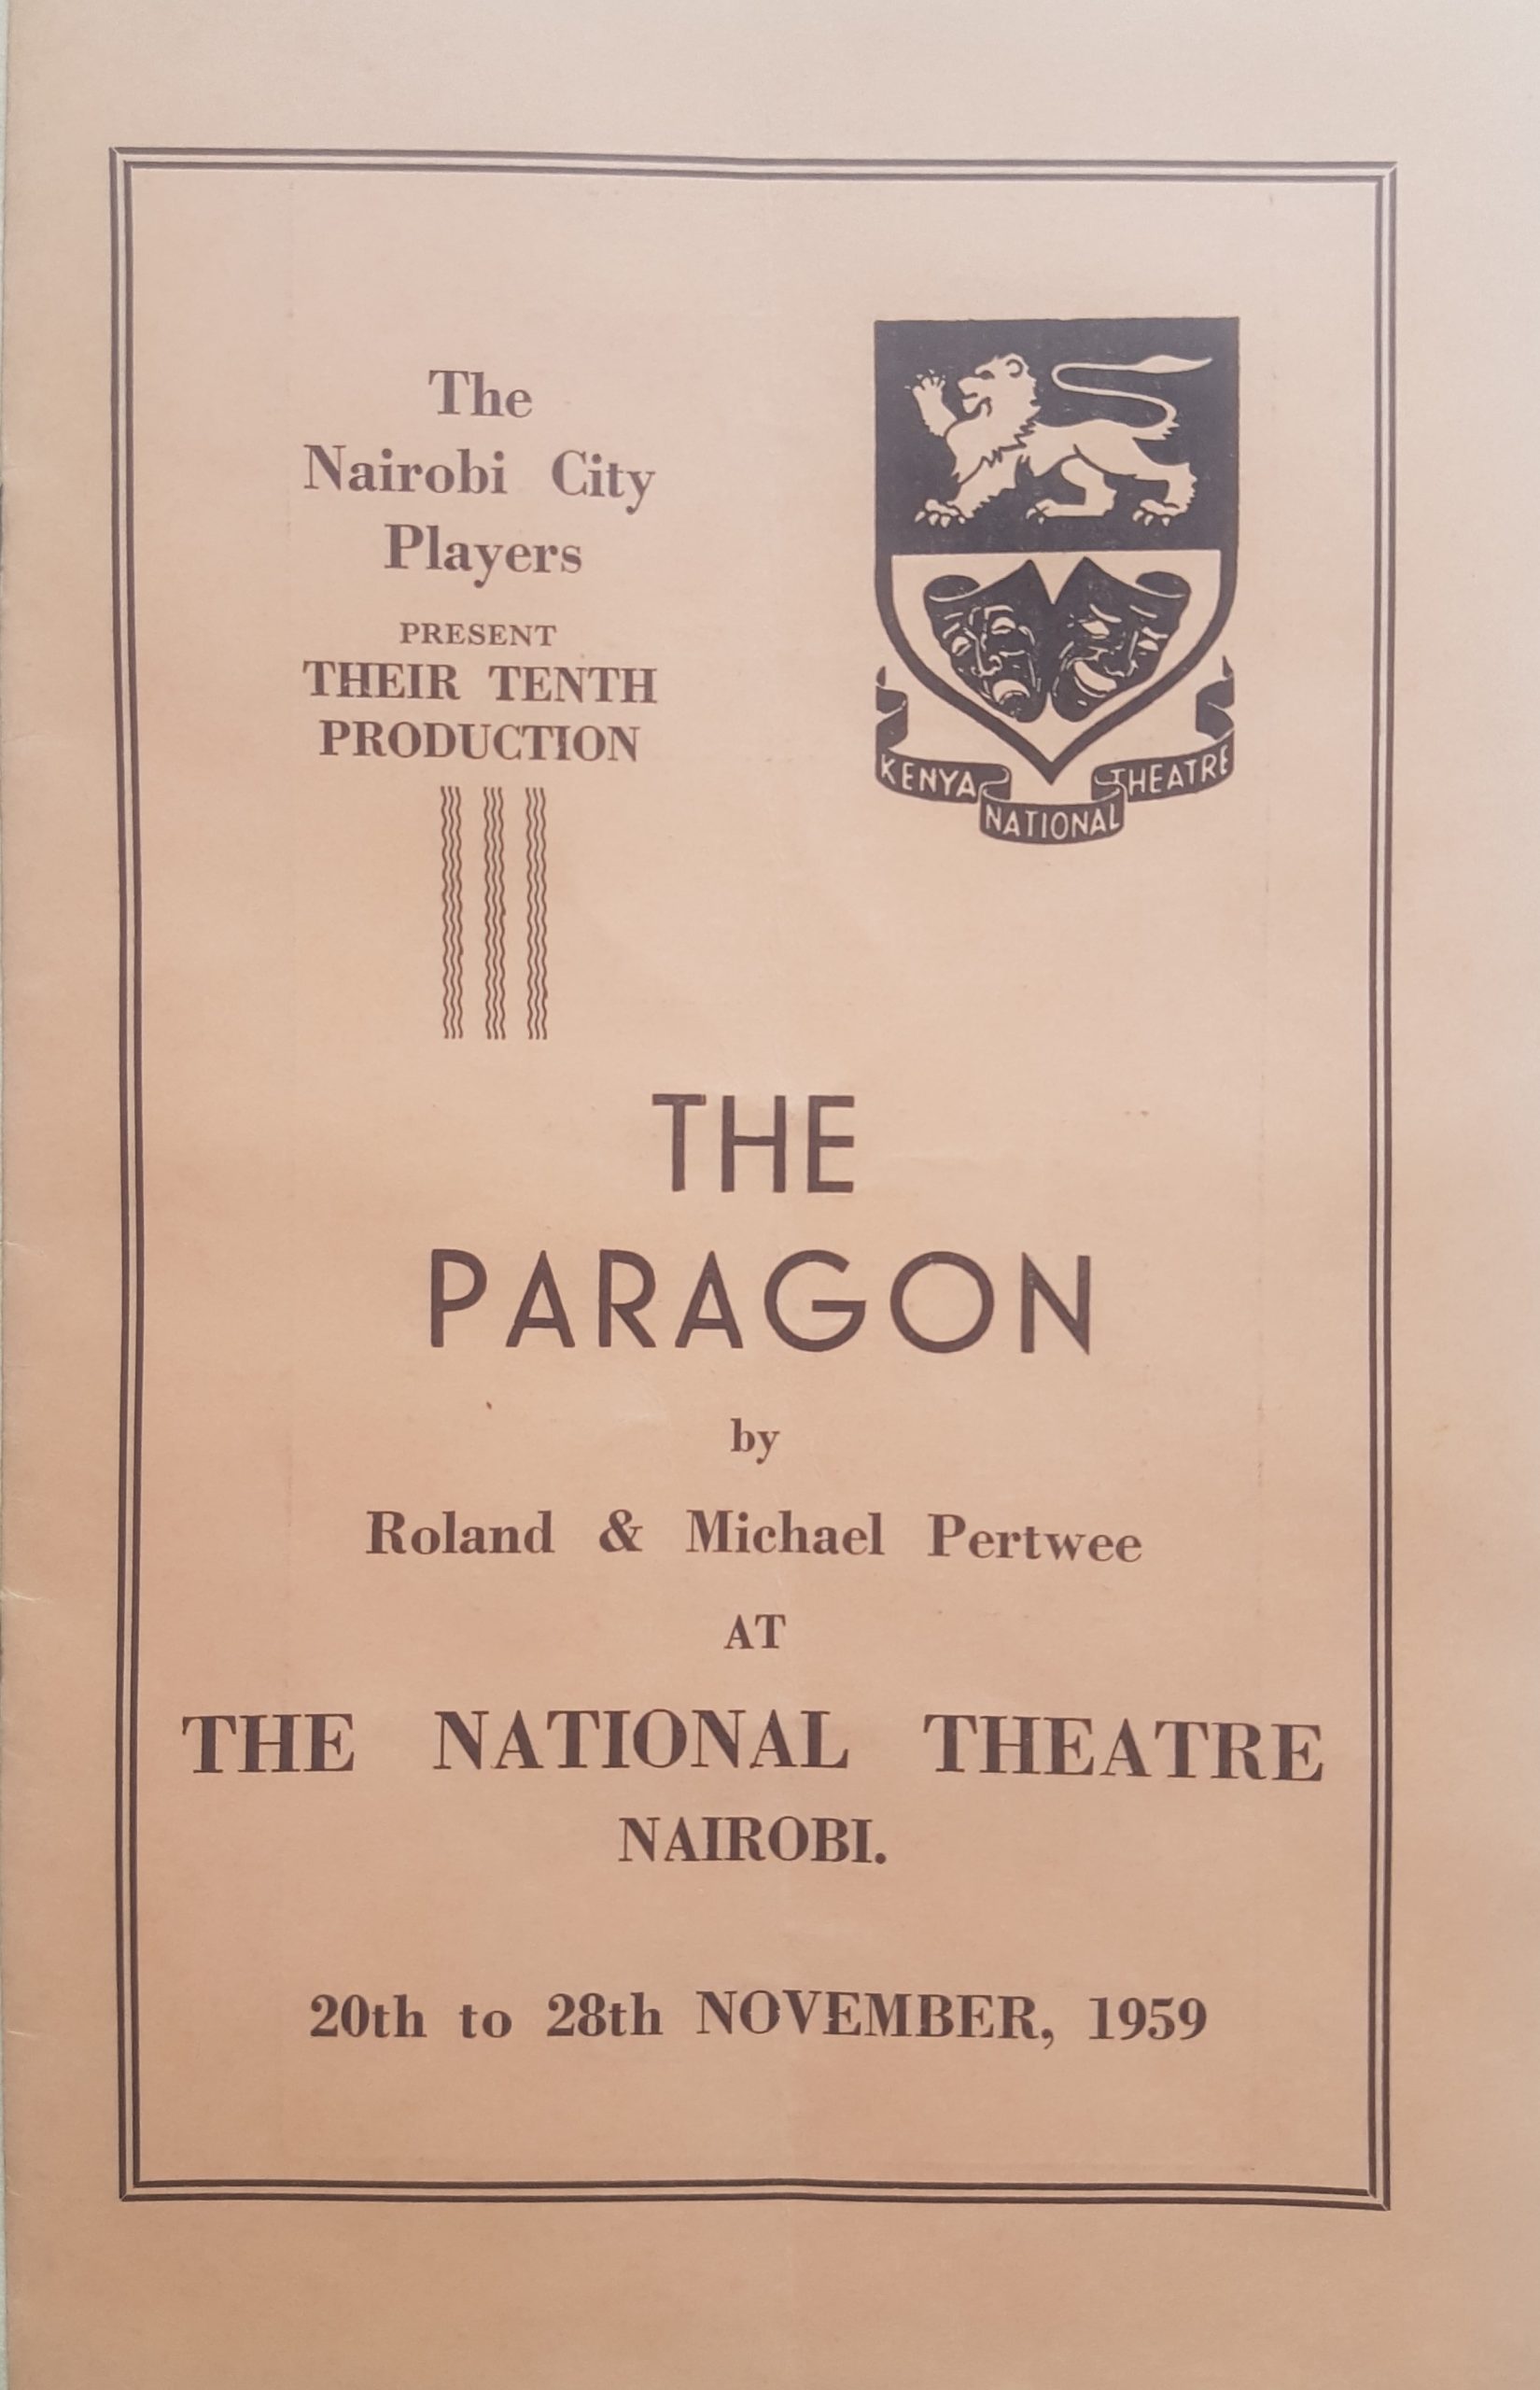 The
Nairobi City
Players
PRESENT
THEIR TENTH
PRODUCTION
KENYA
NATIONAL
THEATRE
THE
PARAGON
by
Roland & Michael Pertwee
AT
THE NATIONAL THEATRE
NAIROBI.
20th to 28th NOVEMBER, 1959